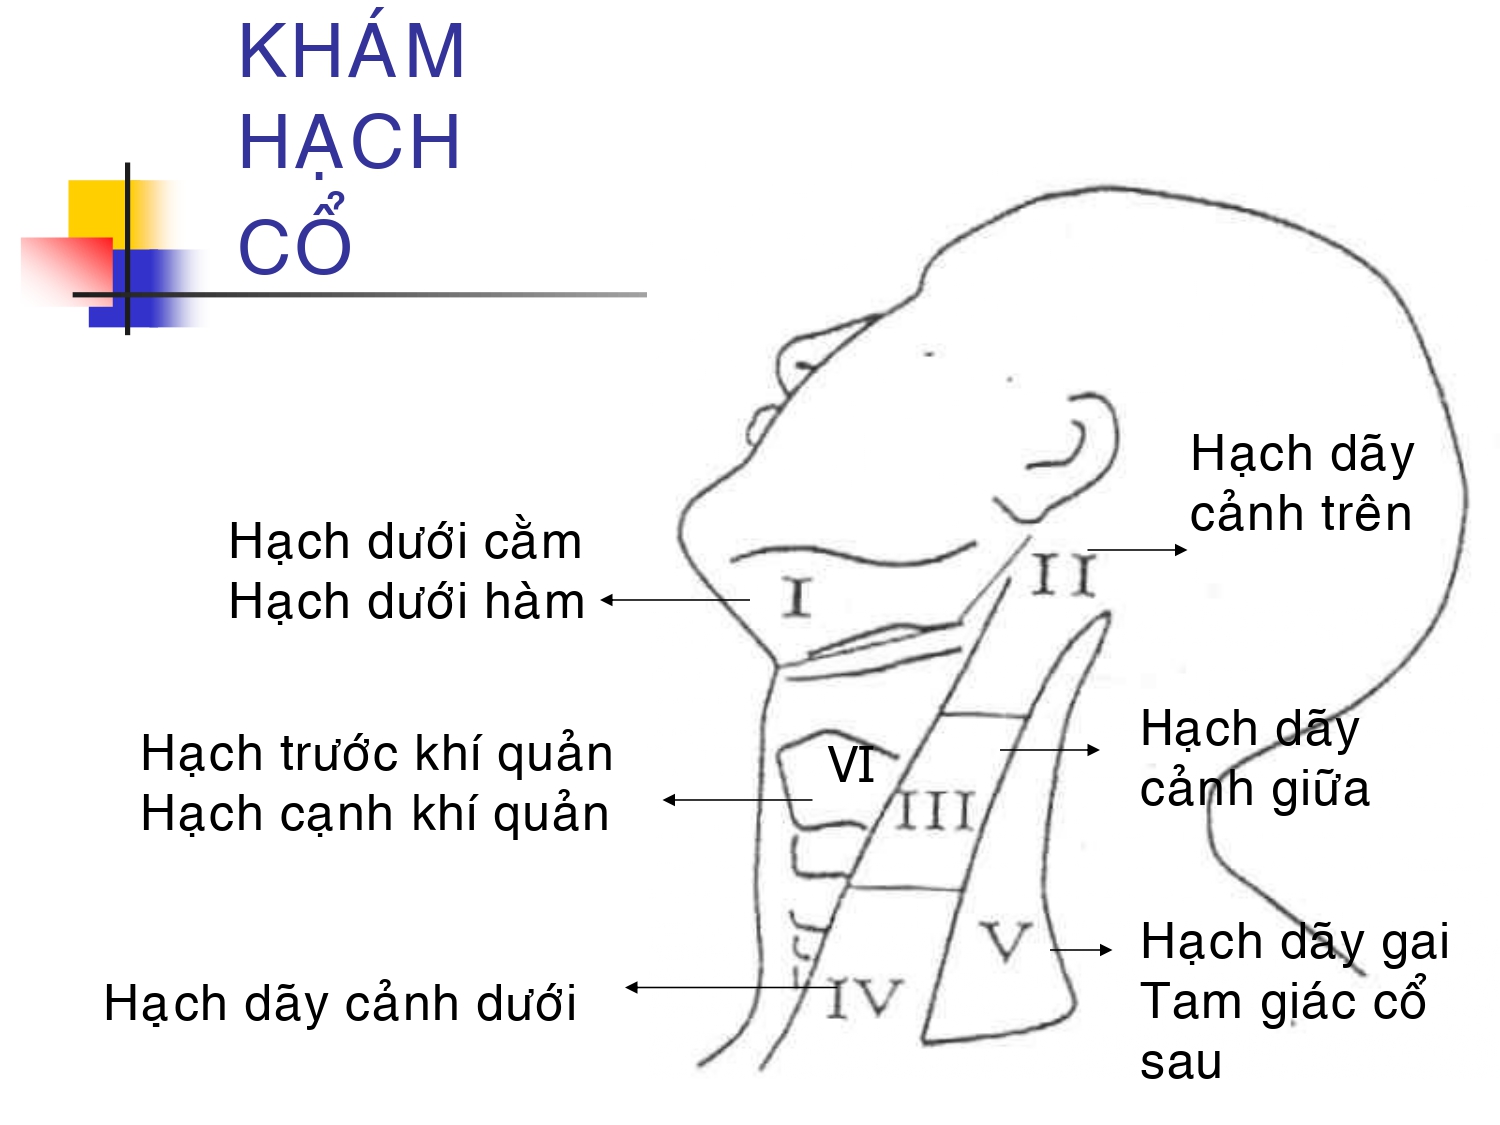 KHÁM
HẠCH
CỔ
Hạch dãy
cảnh trên
Hạch dưới cằm
Hạch dưới hàm
I
II
Hạch trước khí quản
Hạch cạnh khí quản
VI
III
Hạch dãy
cảnh giữa
Hạch dãy cảnh dưới
IV
V
Hạch dãy gai
Tam giác cổ
sau